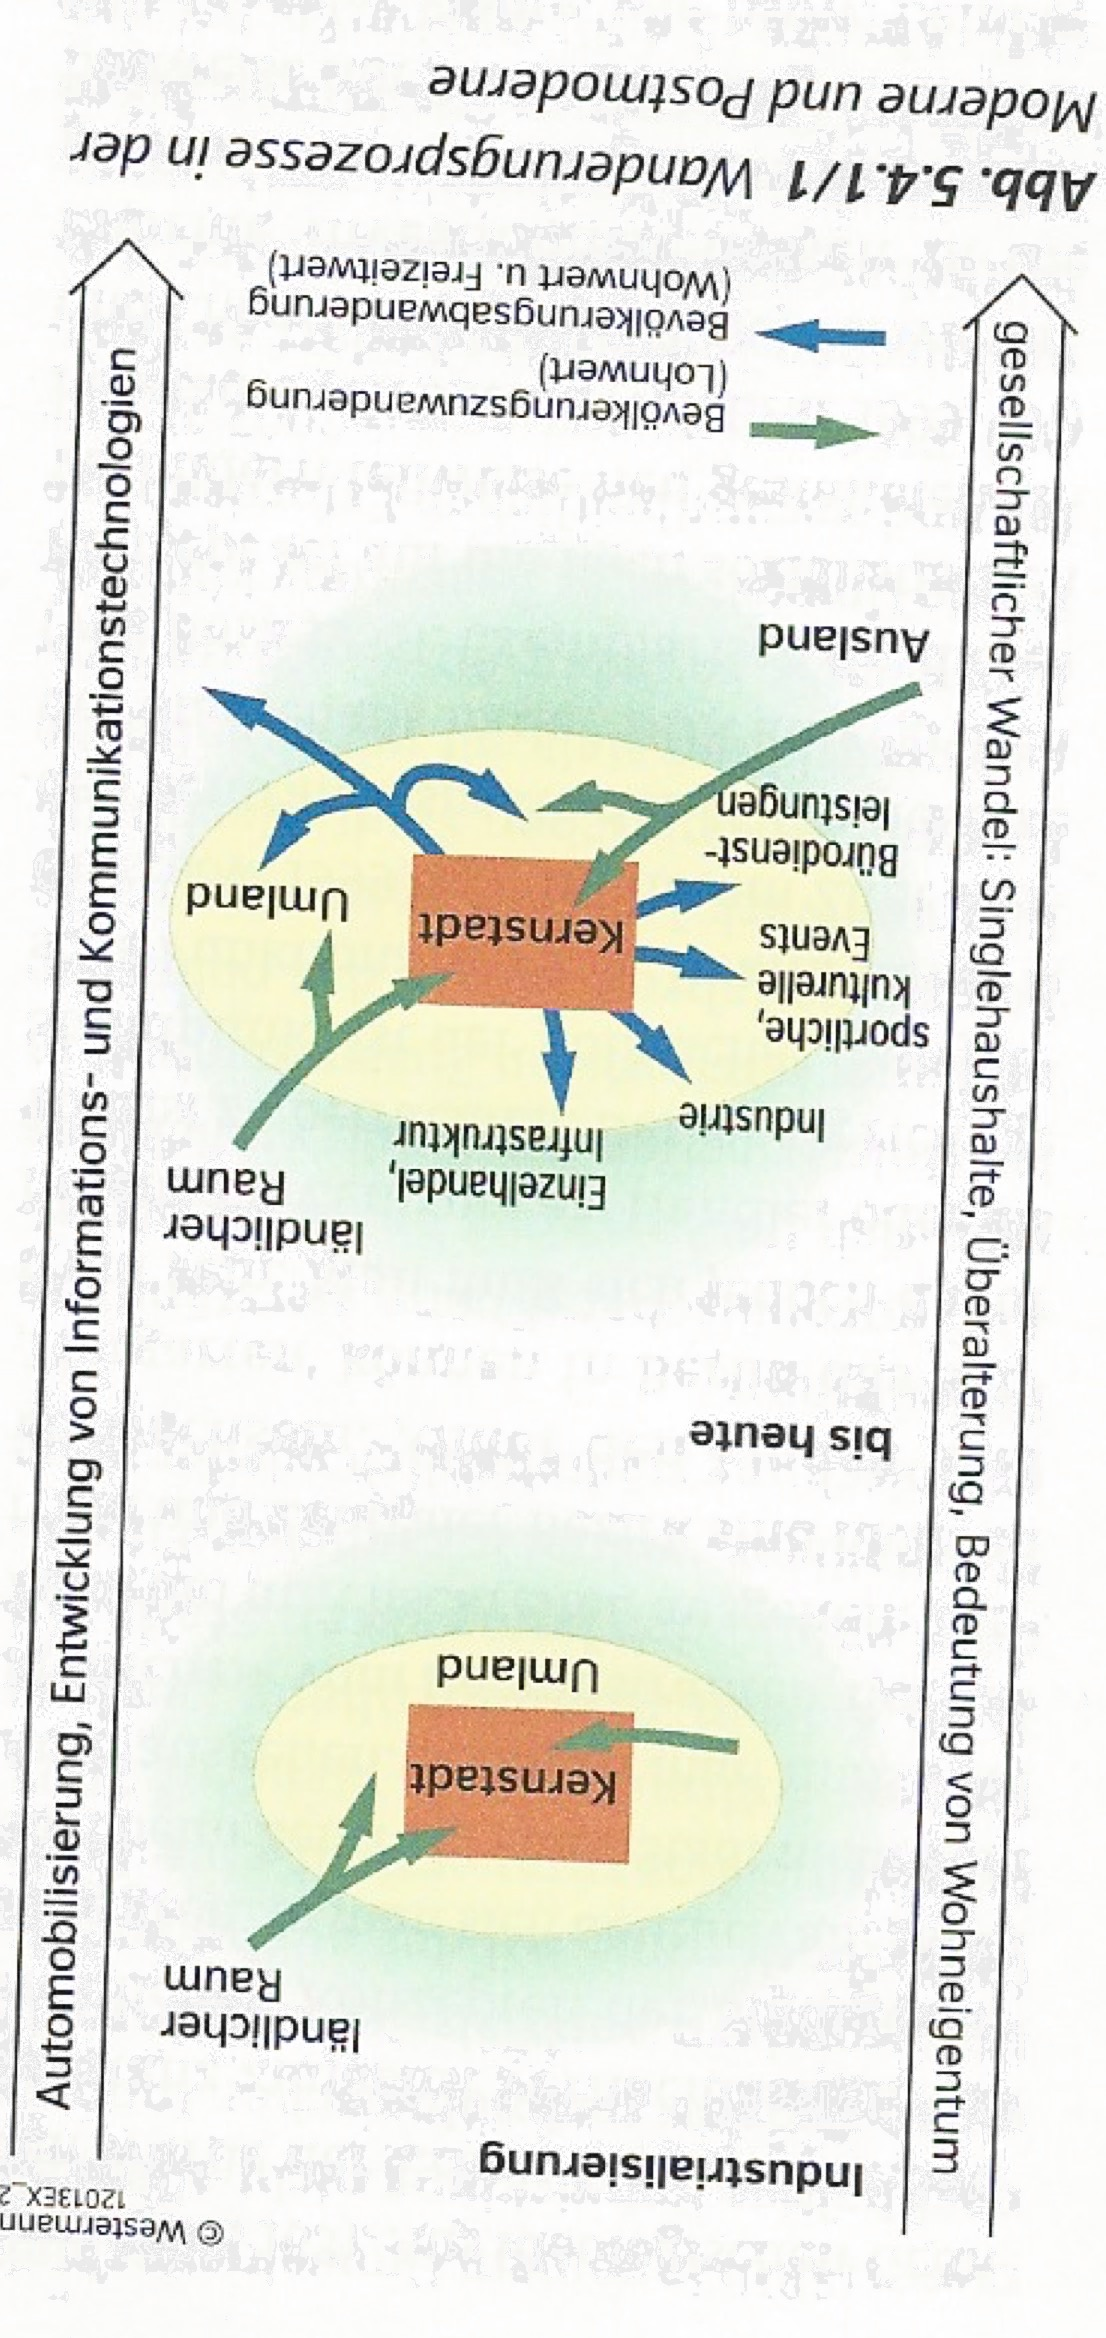 © Westermann
12013EX_2
Industrialisierung
ländlicher
Raum
Kernstadt
Umland
bis heute
ländlicher
Raum
Einzelhandel,
Infrastruktur
Industrie
sportliche,
kulturelle
Events
Bürodienst-
leistungen
Kernstadt
Umland
Ausland
Bevölkerungszuwanderung
(Lohnwert)
Bevölkerungsabwanderung
(Wohnwert u. Freizeitwert)
gesellschaftlicher Wandel: Singlehaushalte, Überalterung, Bedeutung von Wohneigentum
Automobilisierung, Entwicklung von Informations- und Kommunikationstechnologien
Abb. 5.4.1/1 Wanderungsprozesse in der
Moderne und Postmoderne